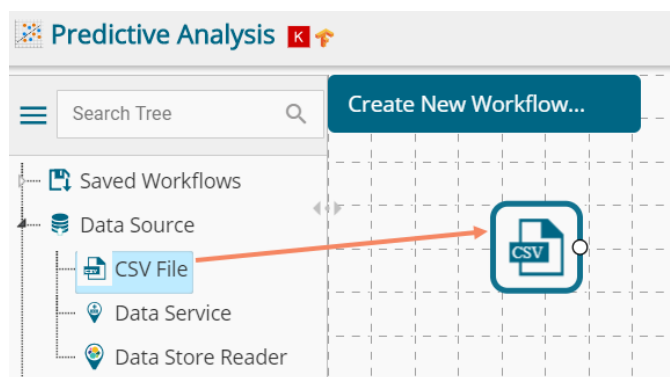 Predictive Analysis K
Search Tree
Create New Workflow...
Saved Workflows
Data Source
CSV File
CSV
Data Service
Data Store Reader